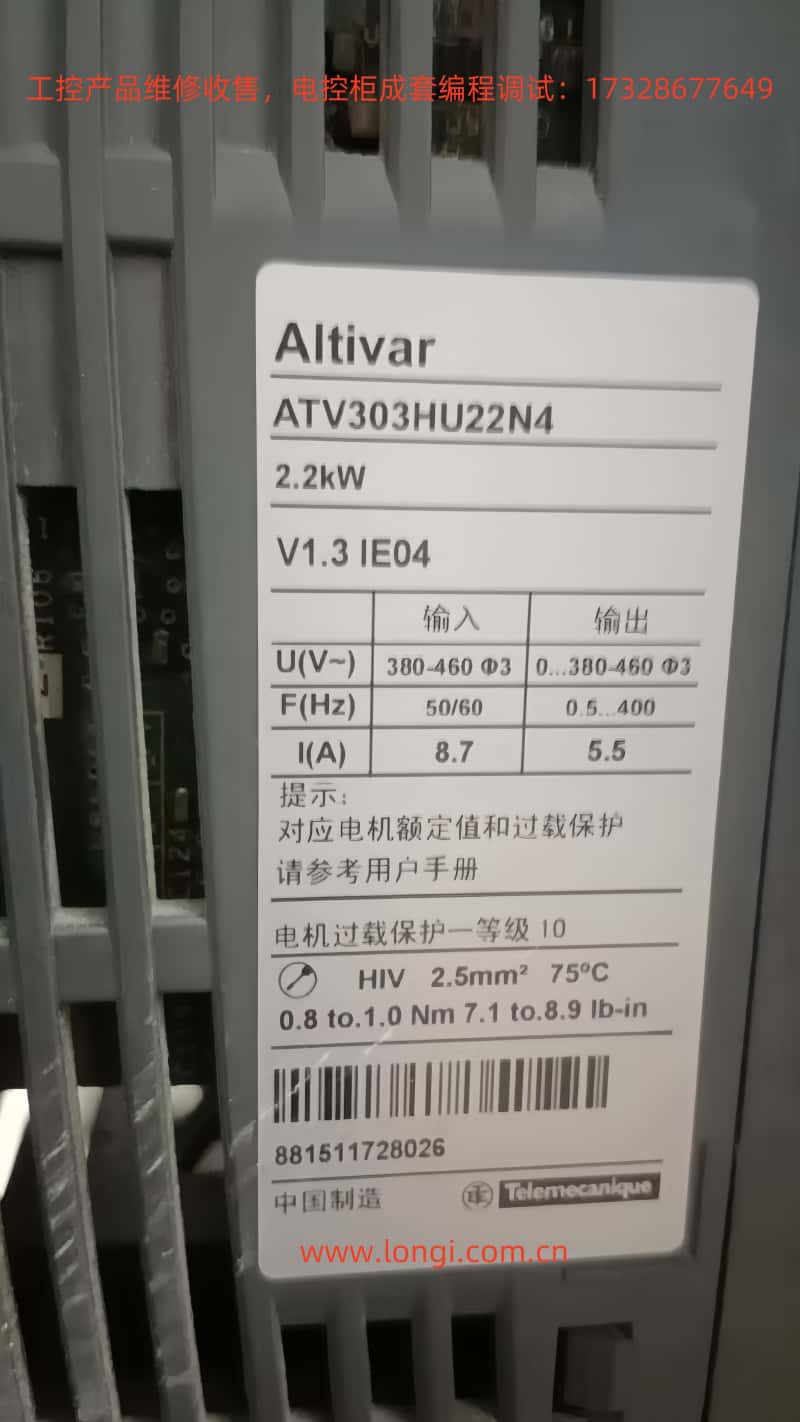 工控产品维修收售，电控柜成套编程调试：17328677649
Altivar
ATV303HU22N4
2.2kW
V1.3 IE04
输入 输出
U(V~) 380-460 Φ3 0...380-460 Φ3
F(Hz) 50/60 0.5...400
I(A) 8.7 5.5
提示:
对应电机额定值和过载保护
请参考用户手册
电机过载保护一等级 10
HIV 2.5mm² 75ºC
0.8 to.1.0 Nm 7.1 to.8.9 lb-in
881511728026
中国制造 Telemecanique
www.longi.com.cn